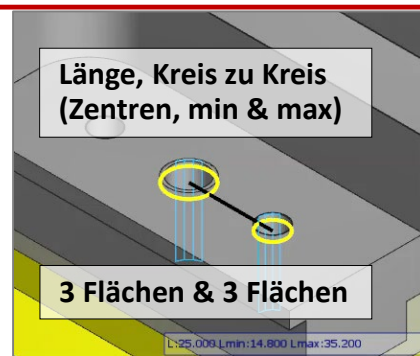 Länge, Kreis zu Kreis
(Zentren, min & max)
3 Flächen & 3 Flächen
L:25.000 Lmin:14.800 Lmax:35.200